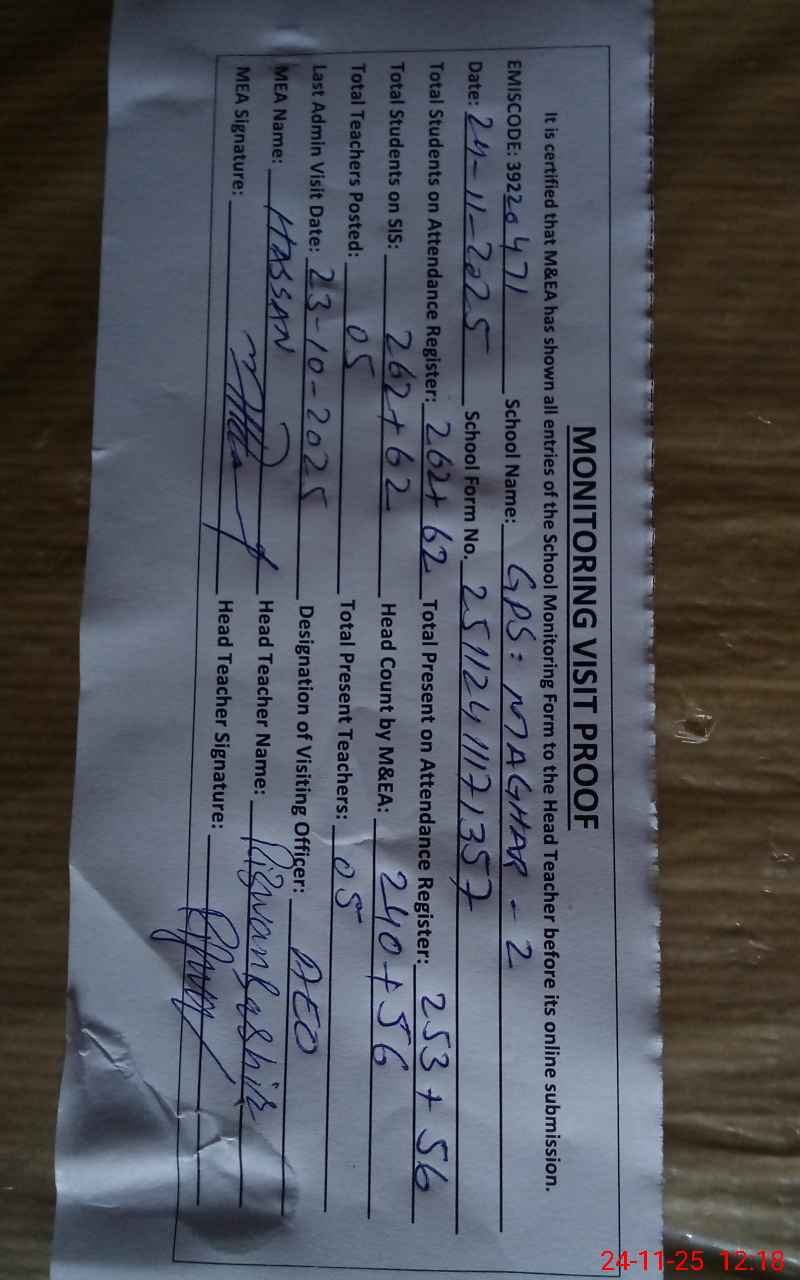 MONITORING VISIT PROOF
It is certified that M&EA has shown all entries of the School Monitoring Form to the Head Teacher before its online submission.
EMISCODE: 39220471 School Name: GPS: MAGHAR - 2
Date: 24-11-2025 School Form No. 25112411171357
Total Students on Attendance Register: 262+62 Total Present on Attendance Register: 253 + 56
Total Students on SIS: 262+62 Head Count by M&EA: 240+56
Total Teachers Posted: 05 Total Present Teachers: 05
Last Admin Visit Date: 23-10-2025 Designation of Visiting Officer: AEO
MEA Name: HASSAN Head Teacher Name: Rizwan Bashir
MEA Signature: Head Teacher Signature:
24-11-25 12:18